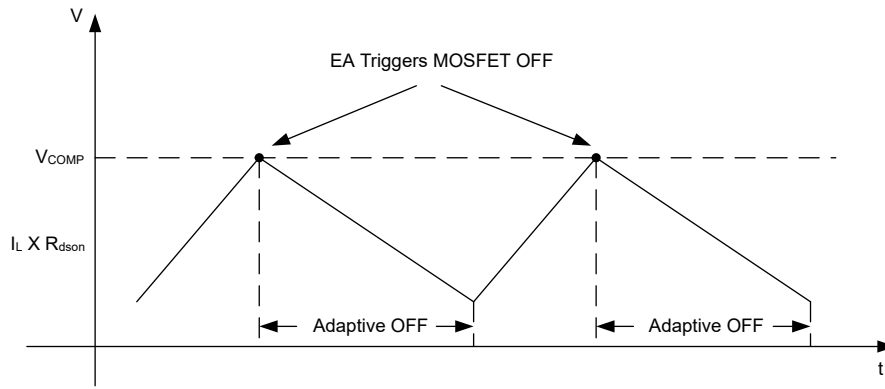 V
EA Triggers MOSFET OFF
VCOMP
IL X Rdson
Adaptive OFF
Adaptive OFF
t